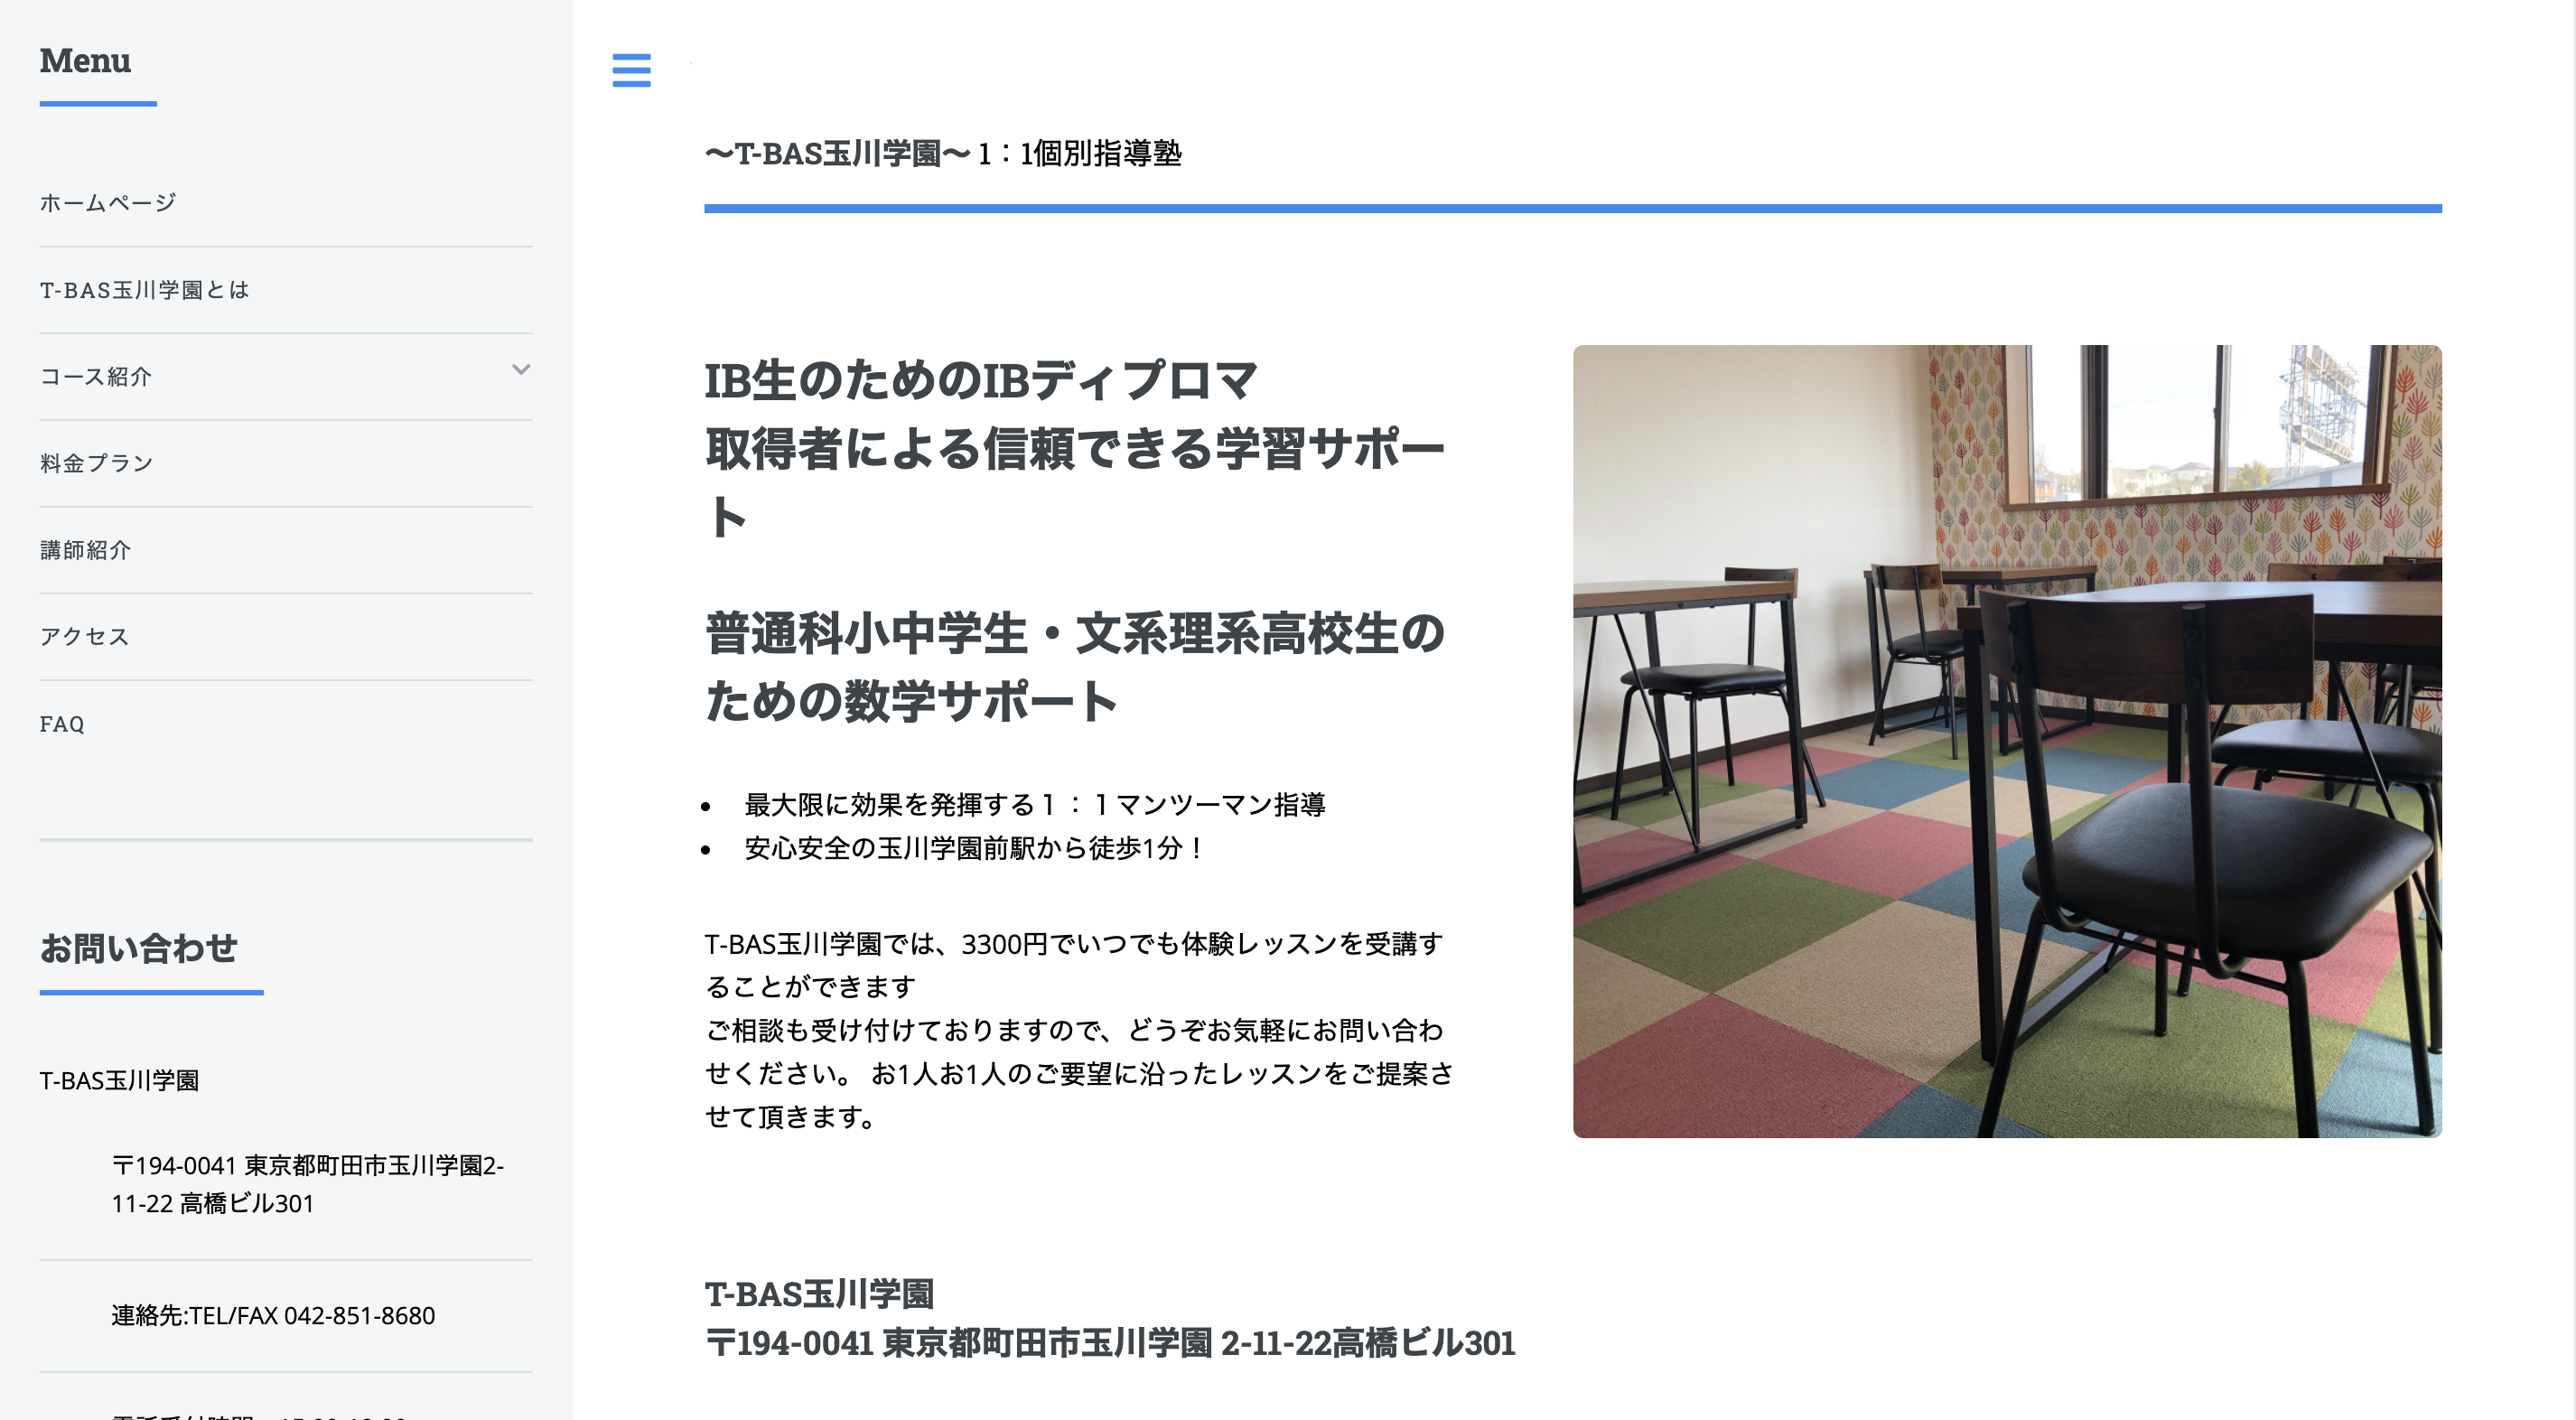 Menu
ホームページ
T-BAS玉川学園とは
コース紹介
料金プラン
講師紹介
アクセス
FAQ
お問い合わせ
T-BAS玉川学園
〒194-0041 東京都町田市玉川学園2-
11-22 高橋ビル301
連絡先:TEL/FAX 042-851-8680
〜T-BAS玉川学園〜 1：1個別指導塾
IB生のためのIBディプロマ
取得者による信頼できる学習サポー
ト
普通科小中学生・文系理系高校生の
ための数学サポート
• 最大限に効果を発揮する１：１マンツーマン指導
• 安心安全の玉川学園前駅から徒歩1分！
T-BAS玉川学園では、3300円でいつでも体験レッスンを受講す
ることができます
ご相談も受け付けておりますので、どうぞお気軽にお問い合わ
せください。 お1人お1人のご要望に沿ったレッスンをご提案さ
せて頂きます。
T-BAS玉川学園
〒194-0041 東京都町田市玉川学園 2-11-22高橋ビル301